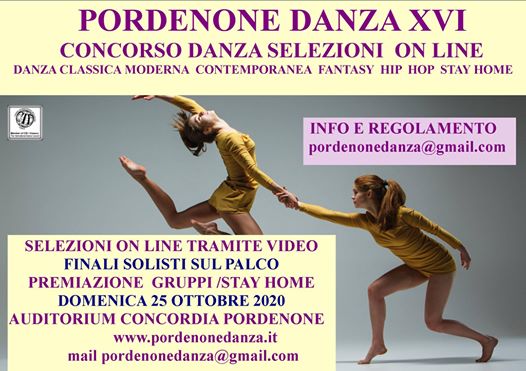 PORDENONE DANZA XVI
CONCORSO DANZA SELEZIONI ON LINE
DANZA CLASSICA MODERNA CONTEMPORANEA FANTASY HIP HOP STAY HOME
INFO E REGOLAMENTO
pordenonedanza@gmail.com
SELEZIONI ON LINE TRAMITE VIDEO
FINALI SOLISTI SUL PALCO
PREMIAZIONE GRUPPI /STAY HOME
DOMENICA 25 OTTOBRE 2020
AUDITORIUM CONCORDIA PORDENONE
www.pordenonedanza.it
mail pordenonedanza@gmail.com